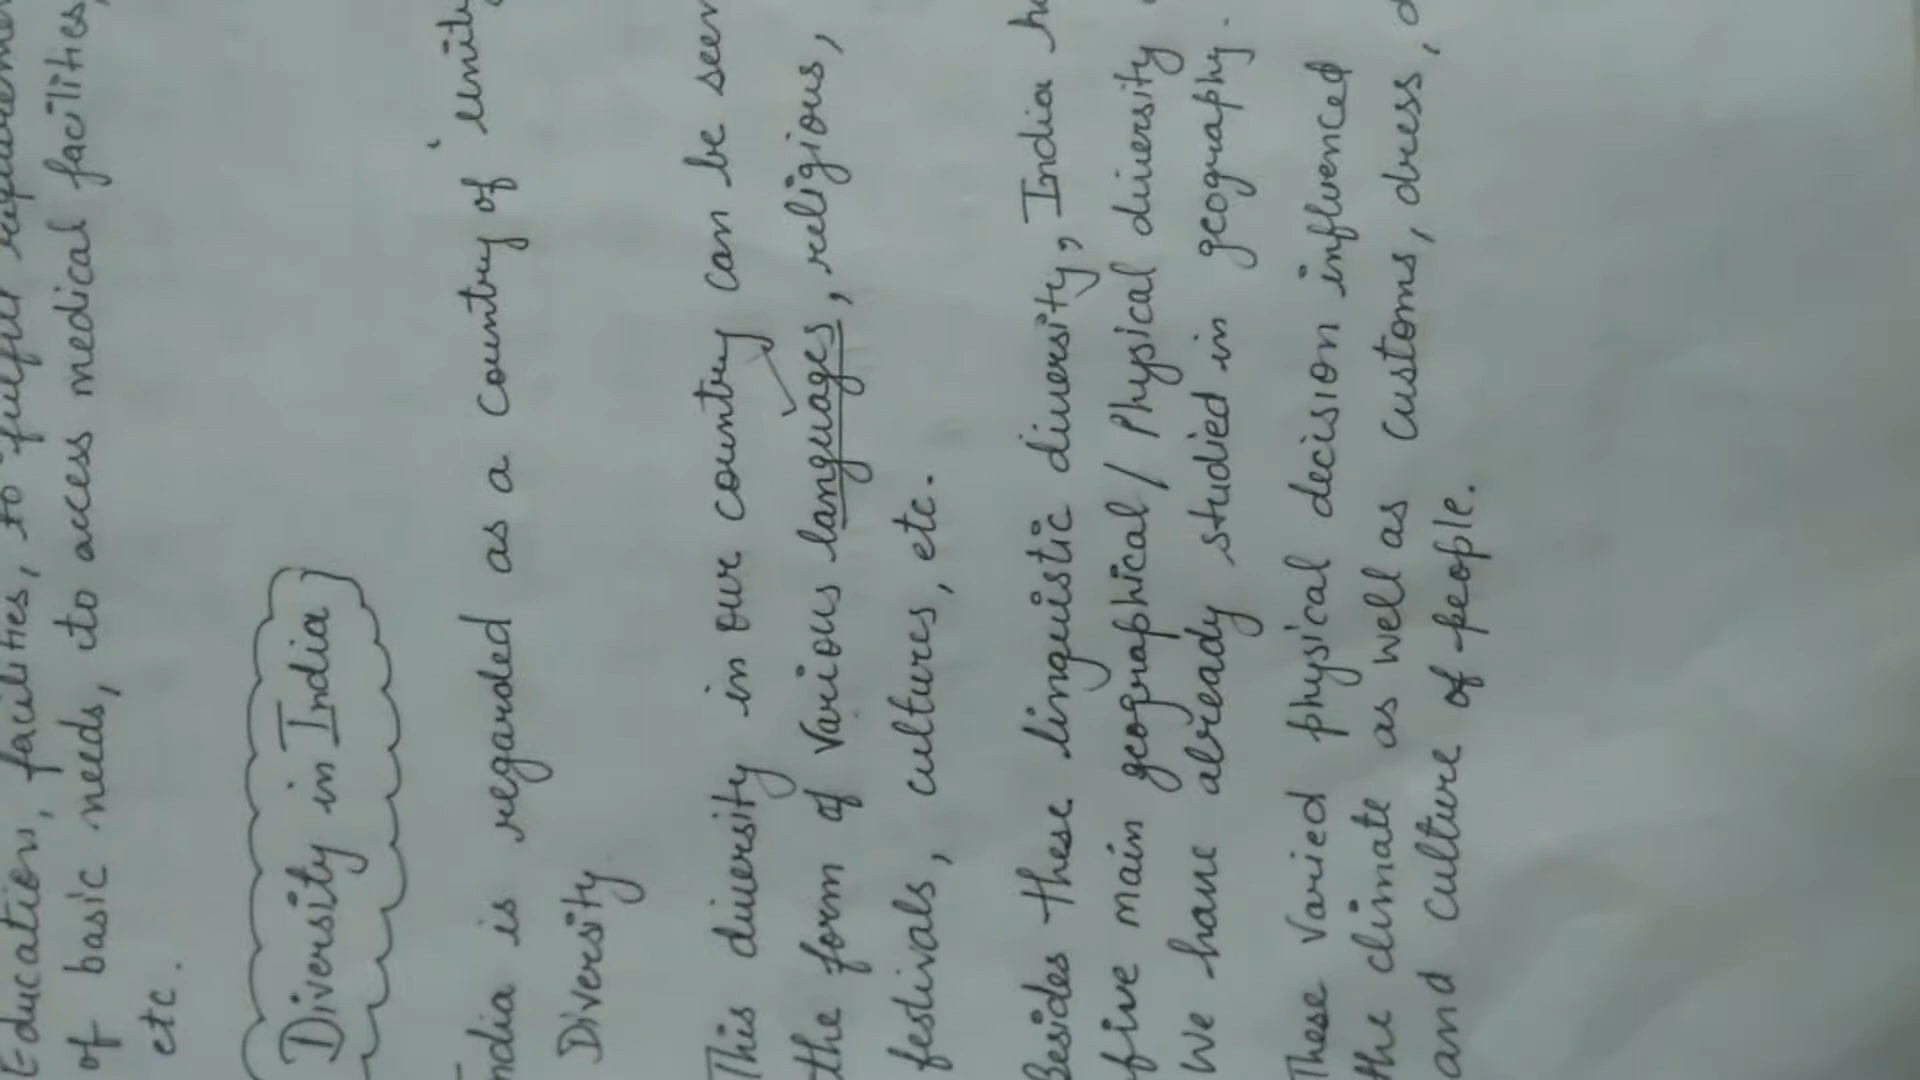 Education, facilities, to fulfil
of basic needs, to access medical facilities,
etc.
Diversity in India
India is regarded as a country of 'unity
Diversity
This diversity in our country can be seen
the form of various languages, religious,
festivals, cultures, etc.
Besides these linguistic diversity, India
five main geographical / Physical diversity
We have already studied in geography.
These varied physical decision influenced
the climate as well as customs, dress,
and culture of people.